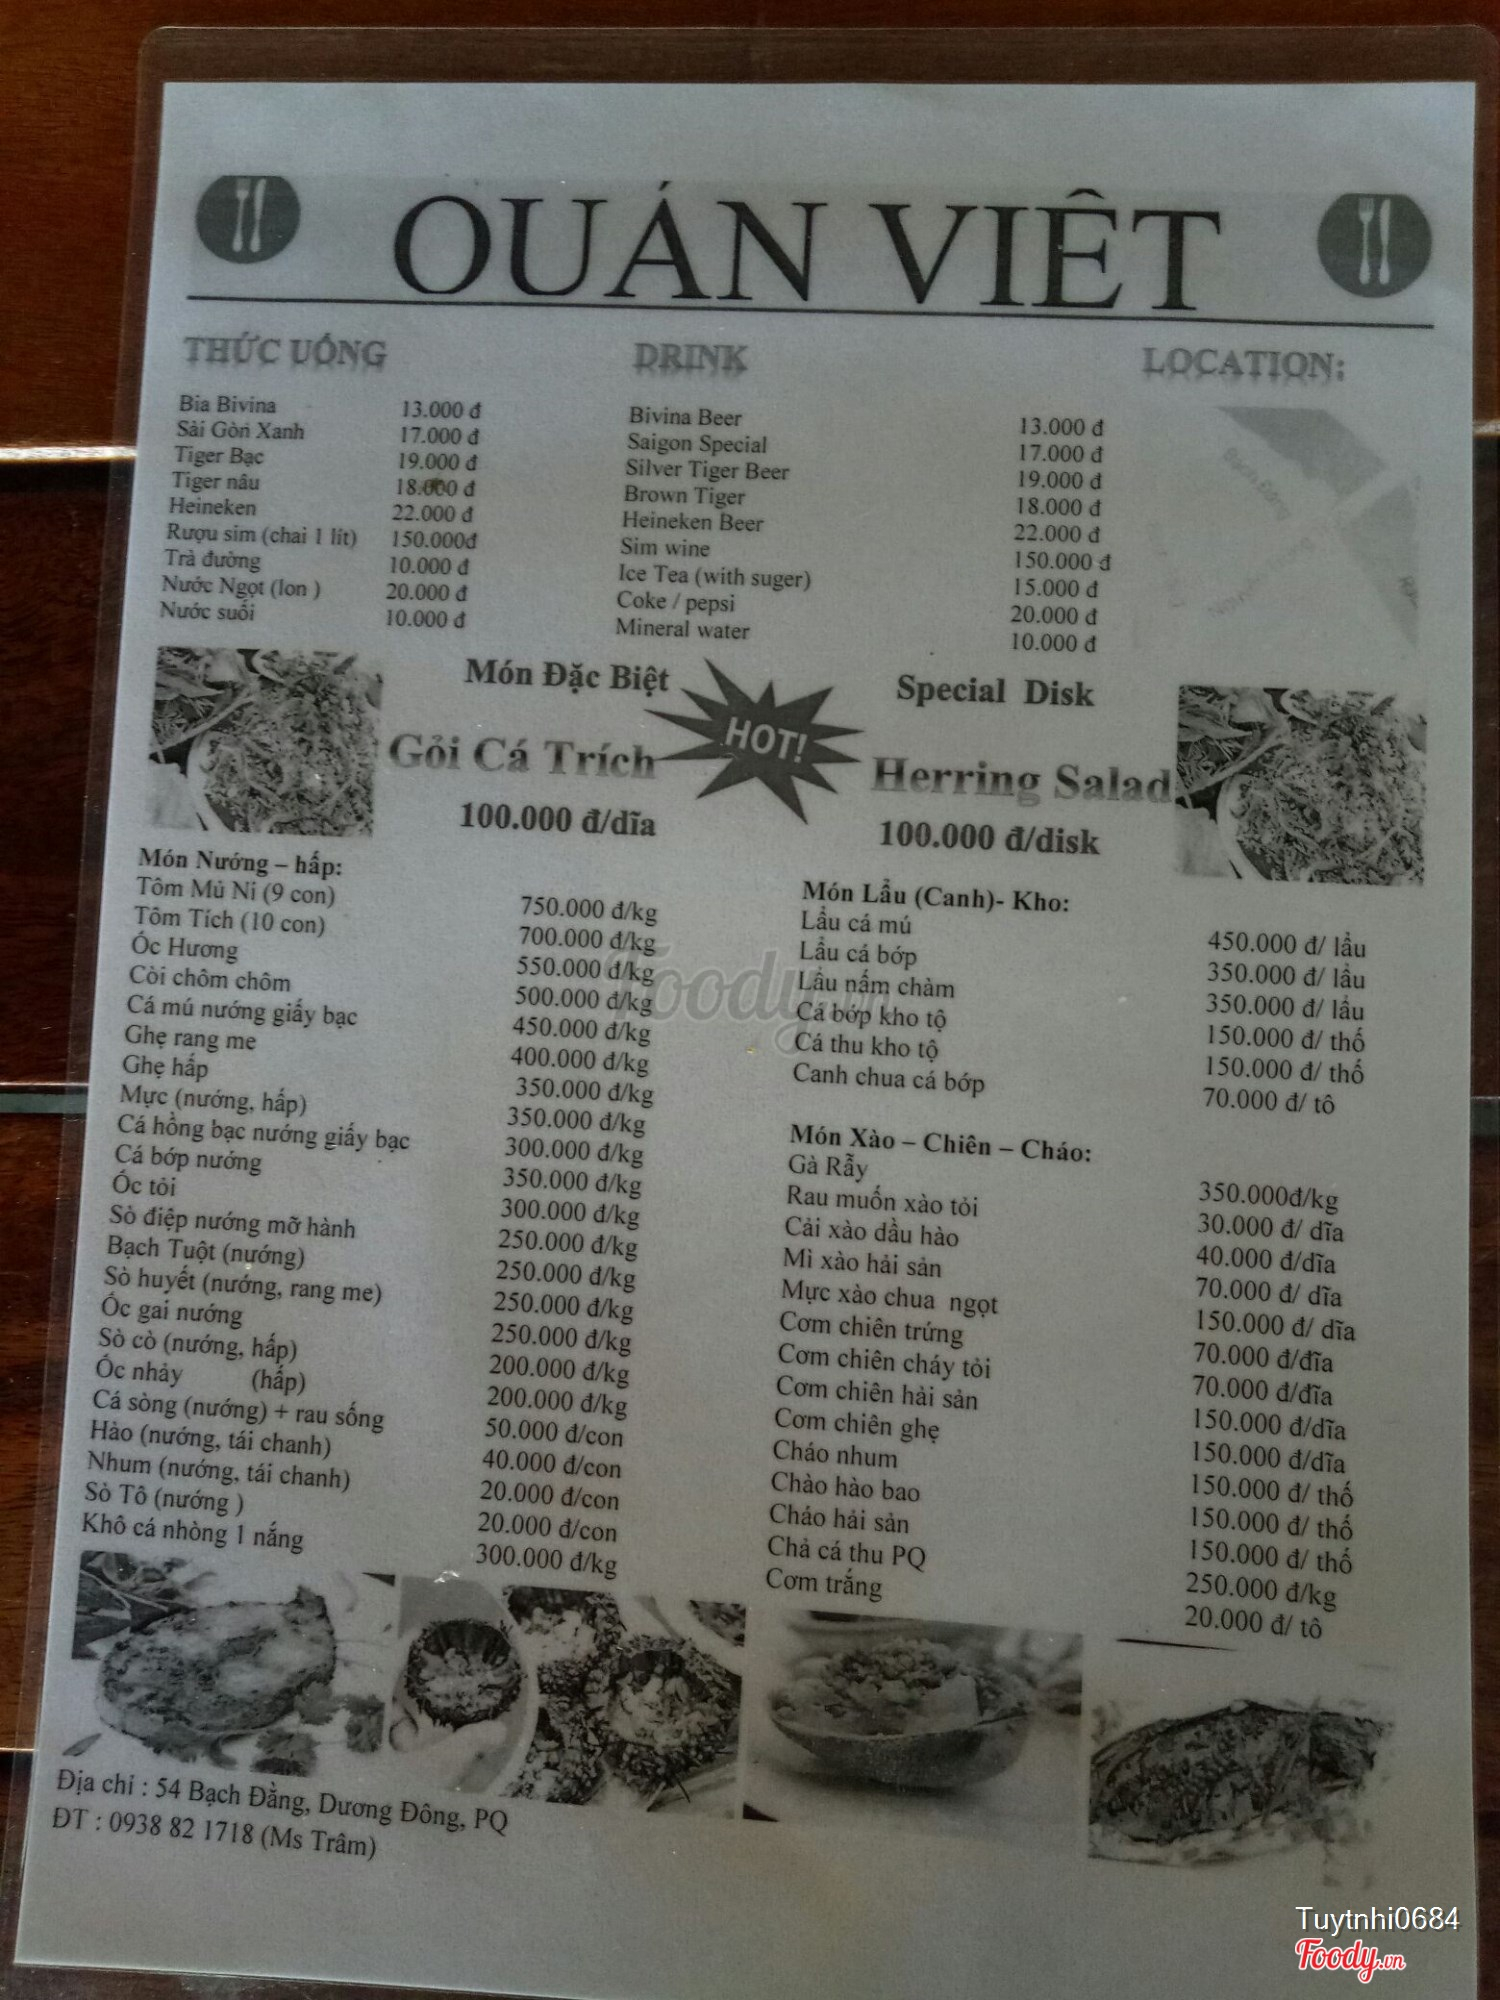 QUÁN VIỆT
THỨC UỐNG
Bia Bivina 13.000 đ
Sài Gòn Xanh 17.000 đ
Tiger Bạc 19.000 đ
Tiger nâu 18.000 đ
Heineken 22.000 đ
Rượu sim (chai 1 lít) 150.000đ
Trà đường 10.000 đ
Nước Ngọt (lon ) 20.000 đ
Nước suối 10.000 đ
DRINK
Bivina Beer 13.000 đ
Saigon Special 17.000 đ
Silver Tiger Beer 19.000 đ
Brown Tiger 18.000 đ
Heineken Beer 22.000 đ
Sim wine 150.000 đ
Ice Tea (with suger) 15.000 đ
Coke / pepsi 20.000 đ
Mineral water 10.000 đ
LOCATION:
Món Đặc Biệt
Gỏi Cá Trích
100.000 đ/dĩa
HOT!
Special Disk
Herring Salad
100.000 đ/disk
Món Nướng – hấp:
Tôm Mủ Ni (9 con) 750.000 đ/kg
Tôm Tích (10 con) 700.000 đ/kg
Ốc Hương 550.000 đ/kg
Còi chôm chôm 500.000 đ/kg
Cá mú nướng giấy bạc 450.000 đ/kg
Ghẹ rang me 400.000 đ/kg
Ghẹ hấp 350.000 đ/kg
Mực (nướng, hấp) 350.000 đ/kg
Cá hồng bạc nướng giấy bạc 300.000 đ/kg
Cá bớp nướng 350.000 đ/kg
Ốc tỏi 300.000 đ/kg
Sò điệp nướng mỡ hành 250.000 đ/kg
Bạch Tuột (nướng) 250.000 đ/kg
Sò huyết (nướng, rang me) 250.000 đ/kg
Ốc gai nướng 250.000 đ/kg
Sò cò (nướng, hấp) 200.000 đ/kg
Ốc nhảy (hấp) 200.000 đ/kg
Cá sòng (nướng) + rau sống 50.000 đ/con
Hào (nướng, tái chanh) 40.000 đ/con
Nhum (nướng, tái chanh) 20.000 đ/con
Sò Tô (nướng ) 20.000 đ/con
Khô cá nhòng 1 nắng 300.000 đ/kg
Món Lẩu (Canh)- Kho:
Lẩu cá mú 450.000 đ/ lẩu
Lẩu cá bớp 350.000 đ/ lẩu
Lẩu nấm chàm 350.000 đ/ lẩu
Cá bớp kho tộ 150.000 đ/ thố
Cá thu kho tộ 150.000 đ/ thố
Canh chua cá bớp 70.000 đ/ tô
Món Xào – Chiên – Cháo:
Gà Rẫy 350.000đ/kg
Rau muốn xào tỏi 30.000 đ/ dĩa
Cải xào dầu hào 40.000 đ/dĩa
Mì xào hải sản 70.000 đ/ dĩa
Mực xào chua ngọt 150.000 đ/ dĩa
Cơm chiên trứng 70.000 đ/đĩa
Cơm chiên cháy tỏi 70.000 đ/đĩa
Cơm chiên hải sản 150.000 đ/dĩa
Cơm chiên ghẹ 150.000 đ/dĩa
Cháo nhum 150.000 đ/ thố
Chào hào bao 150.000 đ/ thố
Cháo hải sản 150.000 đ/ thố
Chả cá thu PQ 250.000 đ/kg
Cơm trắng 20.000 đ/ tô
Foody.vn
Địa chỉ : 54 Bạch Đằng, Dương Đông, PQ
ĐT : 0938 82 1718 (Ms Trâm)
Tuytnhi0684
Foody.vn